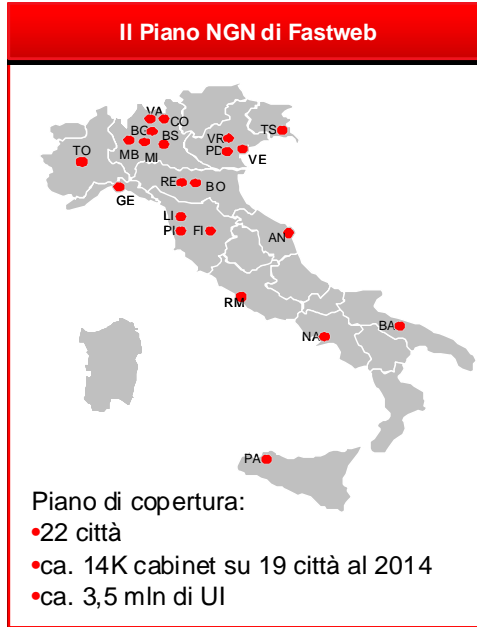 Il Piano NGN di Fastweb
VA
CO
BG
BS
TO
MB
MI
VR
TS
PD
VE
RE
BO
GE
LI
PI
FI
AN
RM
NA
BA
PA
Piano di copertura:
•22 città
•ca. 14K cabinet su 19 città al 2014
•ca. 3,5 mln di UI